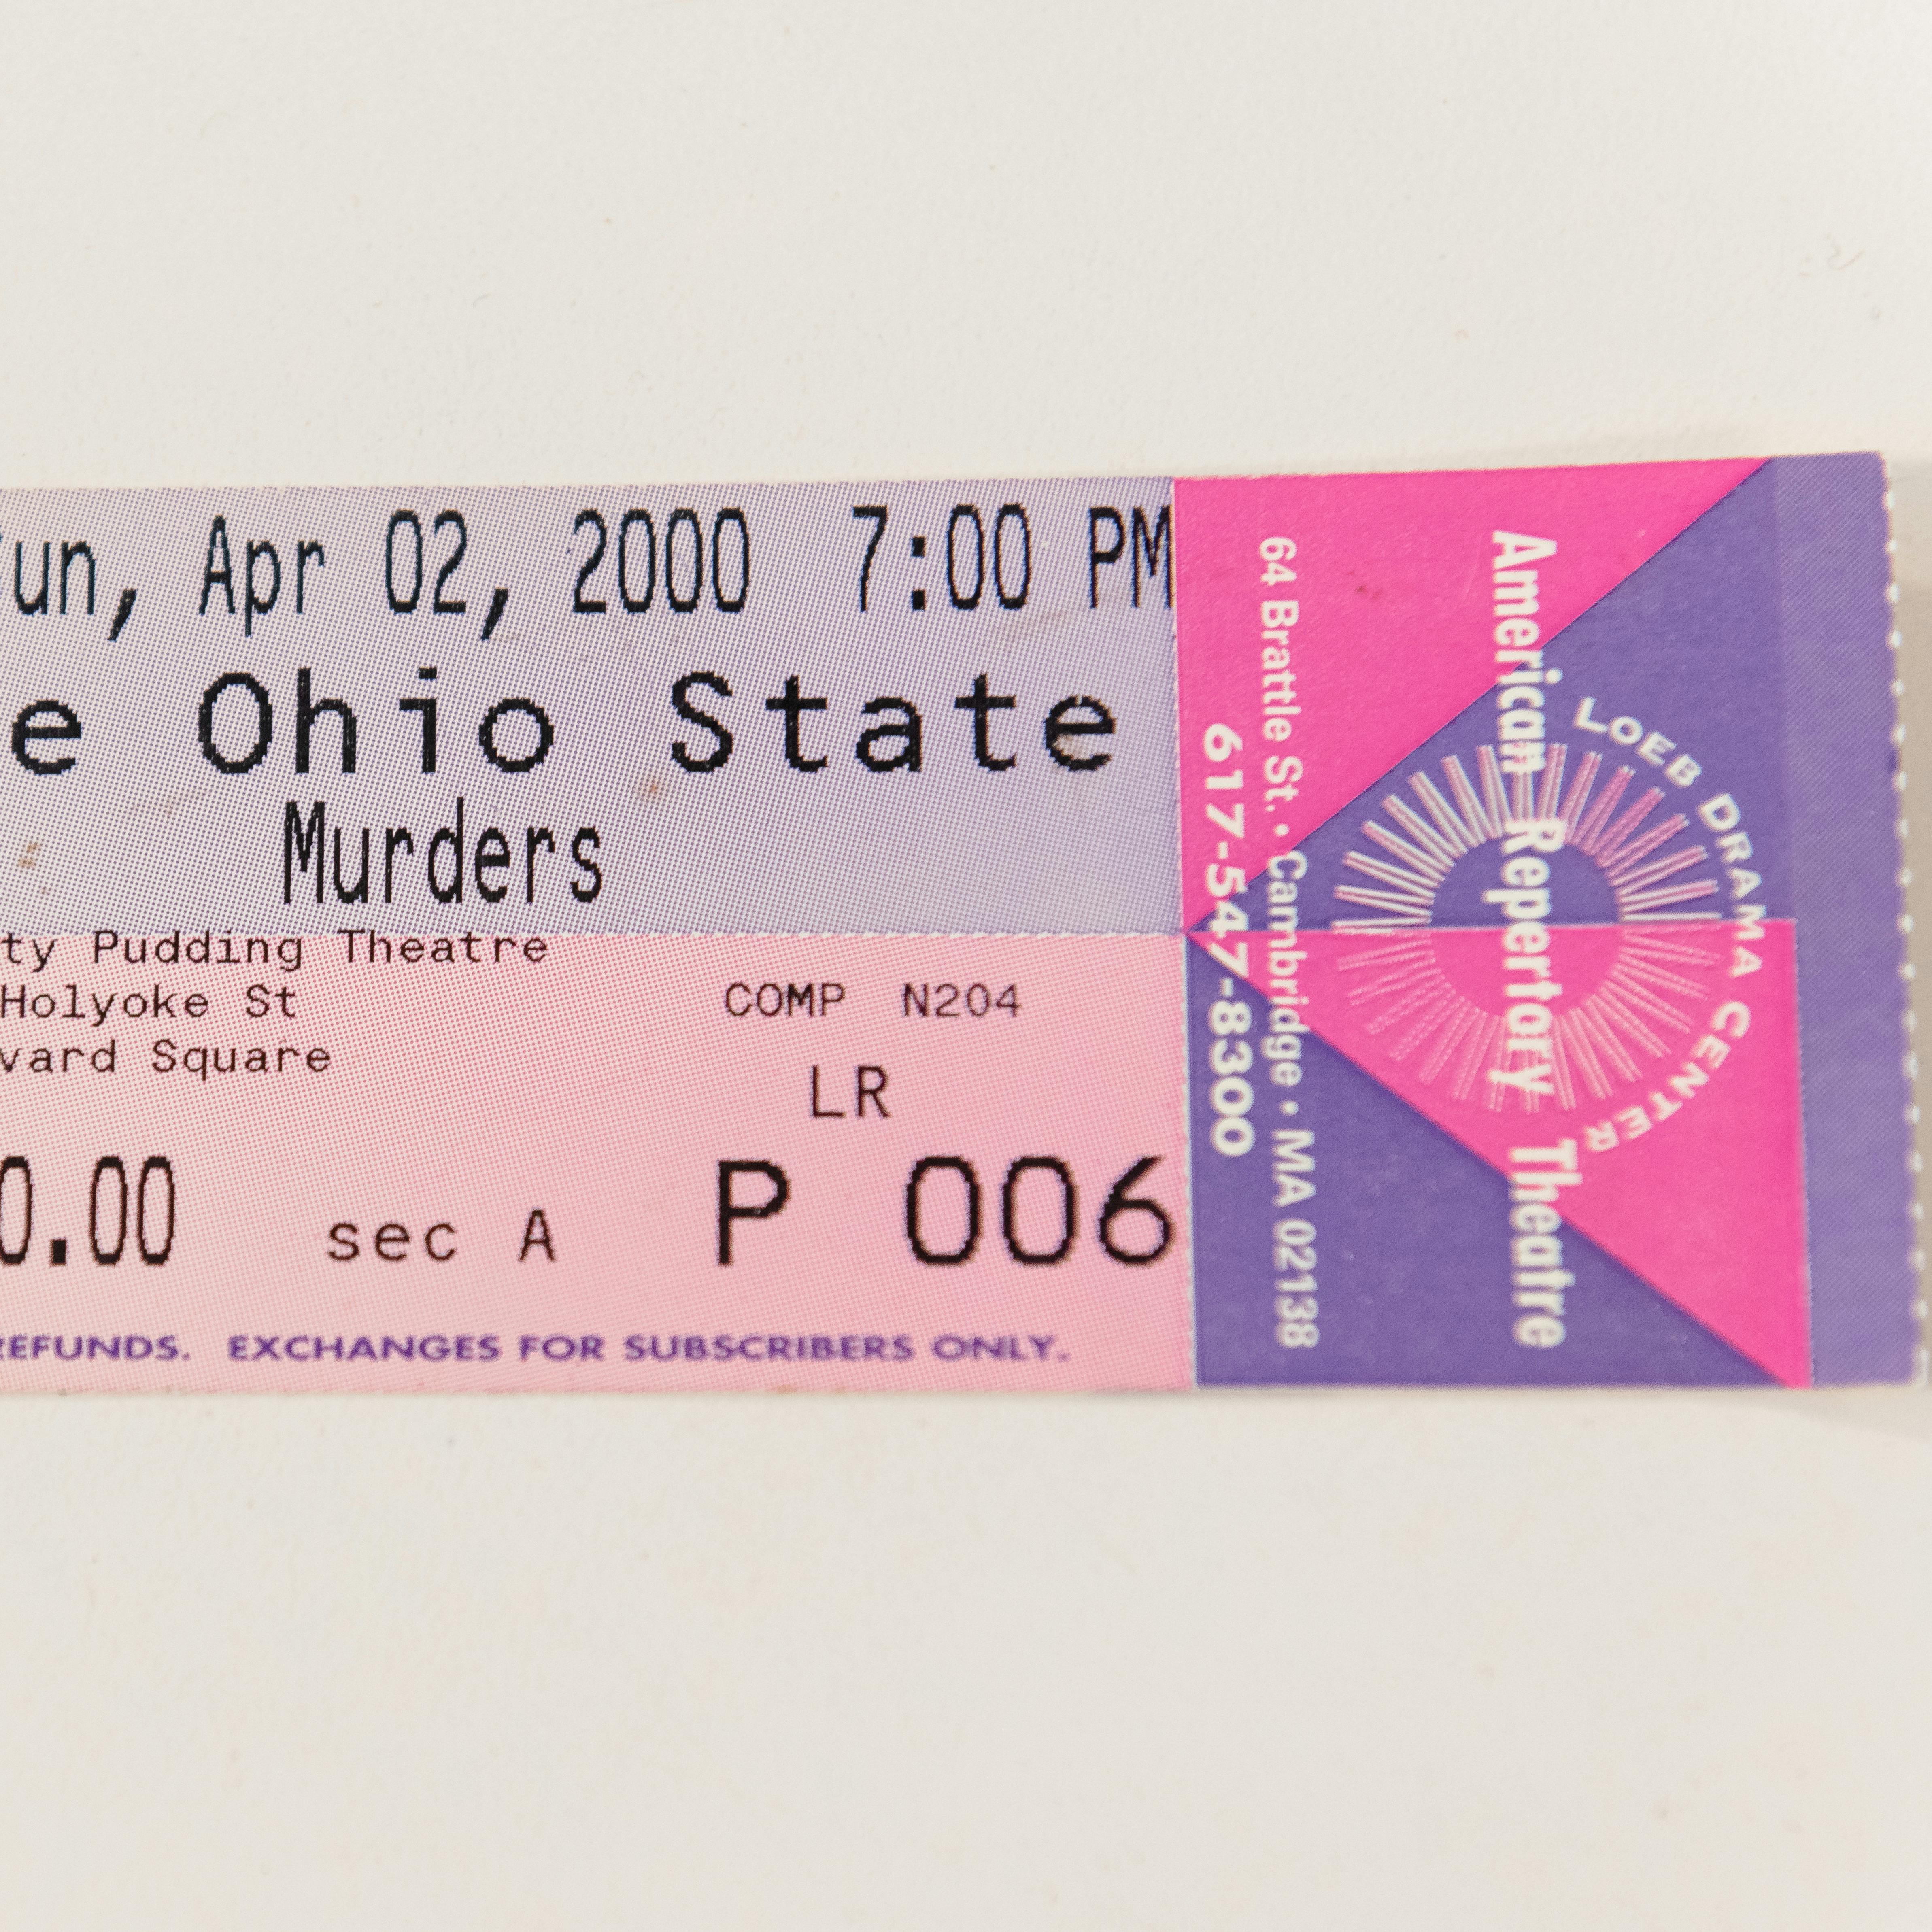 un, Apr 02, 2000 7:00 PM
e Ohio State
Murders
ty Pudding Theatre
Holyoke St
vard Square
COMP N204
LR
0.00 sec A P 006
REFUNDS. EXCHANGES FOR SUBSCRIBERS ONLY.
American Repertory Theatre
LOEB DRAMA CENTER
64 Brattle St. • Cambridge • MA 02138
617-547-8300